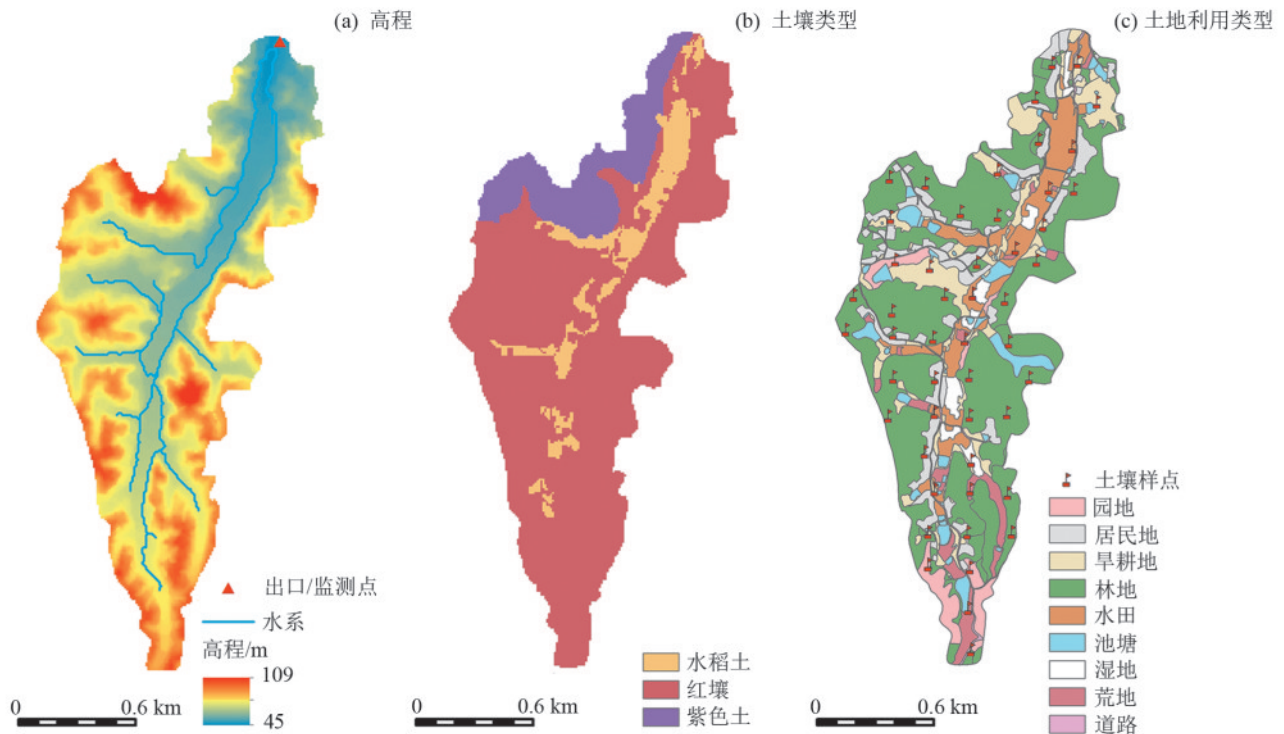 (a) 高程
出口/监测点
水系
高程/m
109
45
0 0.6 km
(b) 土壤类型
水稻土
红壤
紫色土
0 0.6 km
(c) 土地利用类型
土壤样点
园地
居民地
旱耕地
林地
水田
池塘
湿地
荒地
道路
0 0.6 km